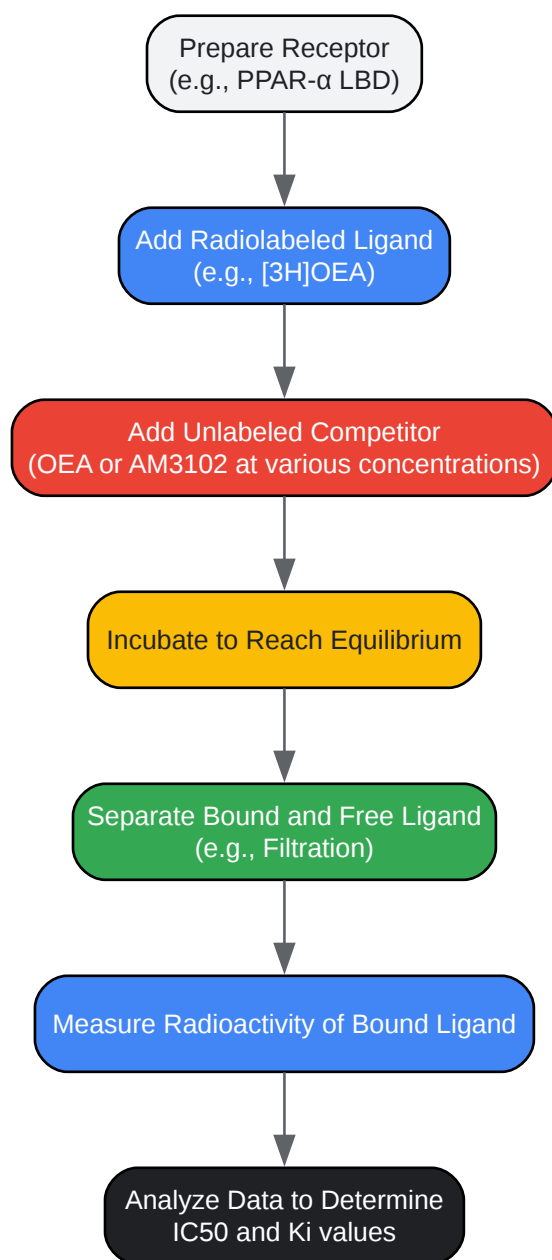 Prepare Receptor
(e.g., PPAR-α LBD)
Add Radiolabeled Ligand
(e.g., [3H]OEA)
Add Unlabeled Competitor
(OEA or AM3102 at various concentrations)
Incubate to Reach Equilibrium
Separate Bound and Free Ligand
(e.g., Filtration)
Measure Radioactivity of Bound Ligand
Analyze Data to Determine
IC50 and Ki values